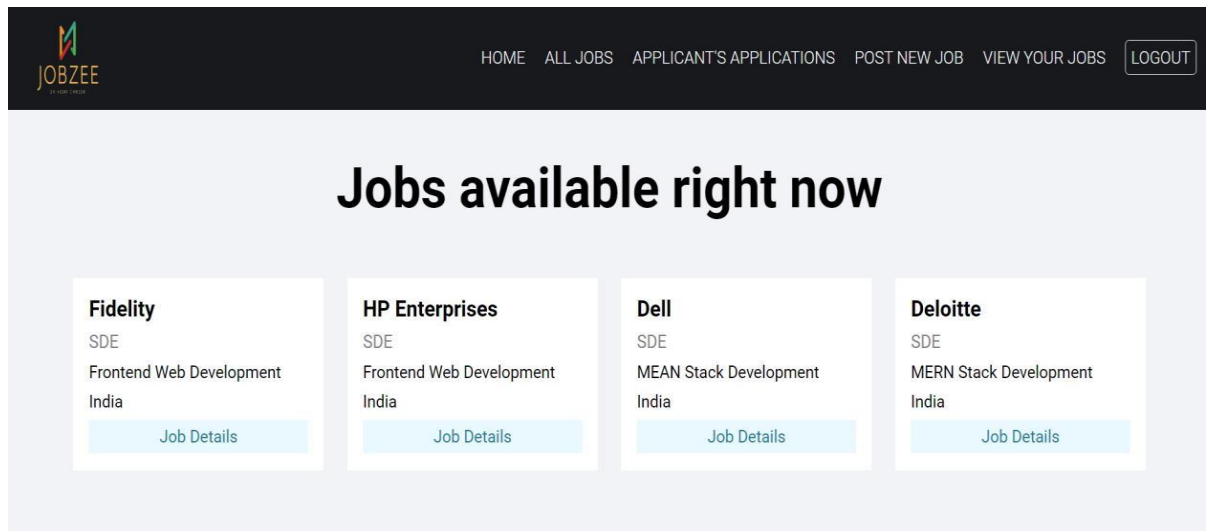 JOBZEE
HOME ALL JOBS APPLICANT'S APPLICATIONS POST NEW JOB VIEW YOUR JOBS LOGOUT
Jobs available right now
Fidelity
SDE
Frontend Web Development
India
Job Details
HP Enterprises
SDE
Frontend Web Development
India
Job Details
Dell
SDE
MEAN Stack Development
India
Job Details
Deloitte
SDE
MERN Stack Development
India
Job Details